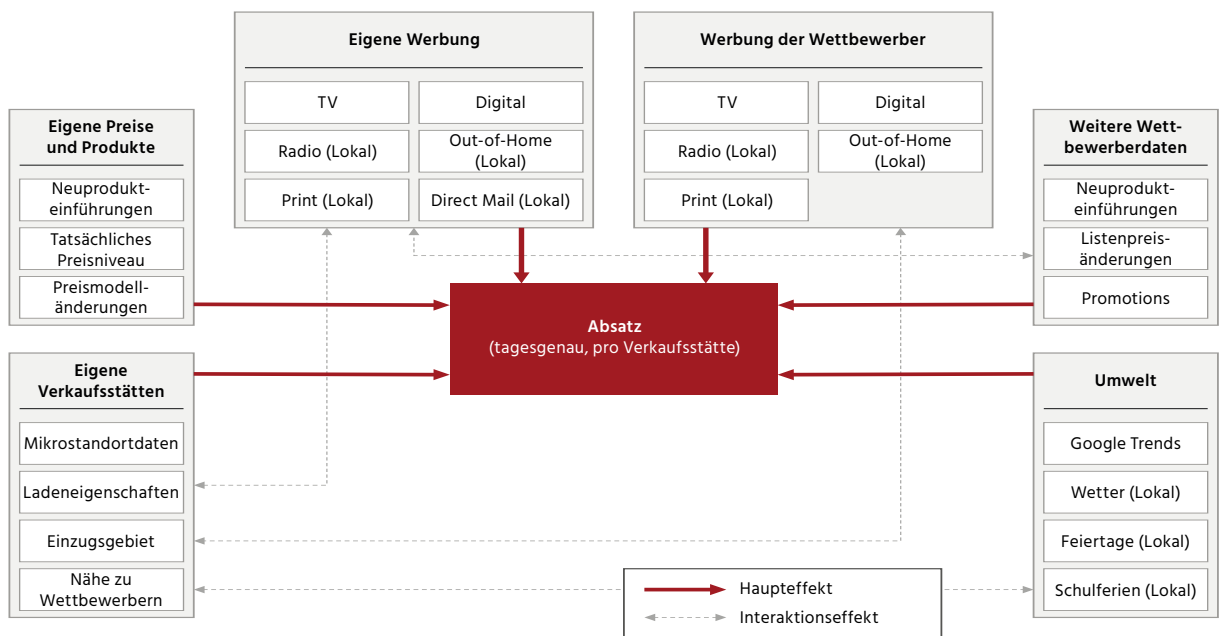 Eigene Werbung
TV
Digital
Radio (Lokal)
Out-of-Home
(Lokal)
Print (Lokal)
Direct Mail (Lokal)
Werbung der Wettbewerber
TV
Digital
Radio (Lokal)
Out-of-Home
(Lokal)
Print (Lokal)
Eigene Preise
und Produkte
Neuprodukt-
einführungen
Tatsächliches
Preisniveau
Preismodell-
änderungen
Weitere Wett-
bewerberdaten
Neuprodukt-
einführungen
Listenpreis-
änderungen
Promotions
Absatz
(tagesgenau, pro Verkaufsstätte)
Eigene
Verkaufsstätten
Mikrostandortdaten
Ladeneigenschaften
Einzugsgebiet
Nähe zu
Wettbewerbern
Umwelt
Google Trends
Wetter (Lokal)
Feiertage (Lokal)
Schulferien (Lokal)
Haupteffekt
Interaktionseffekt